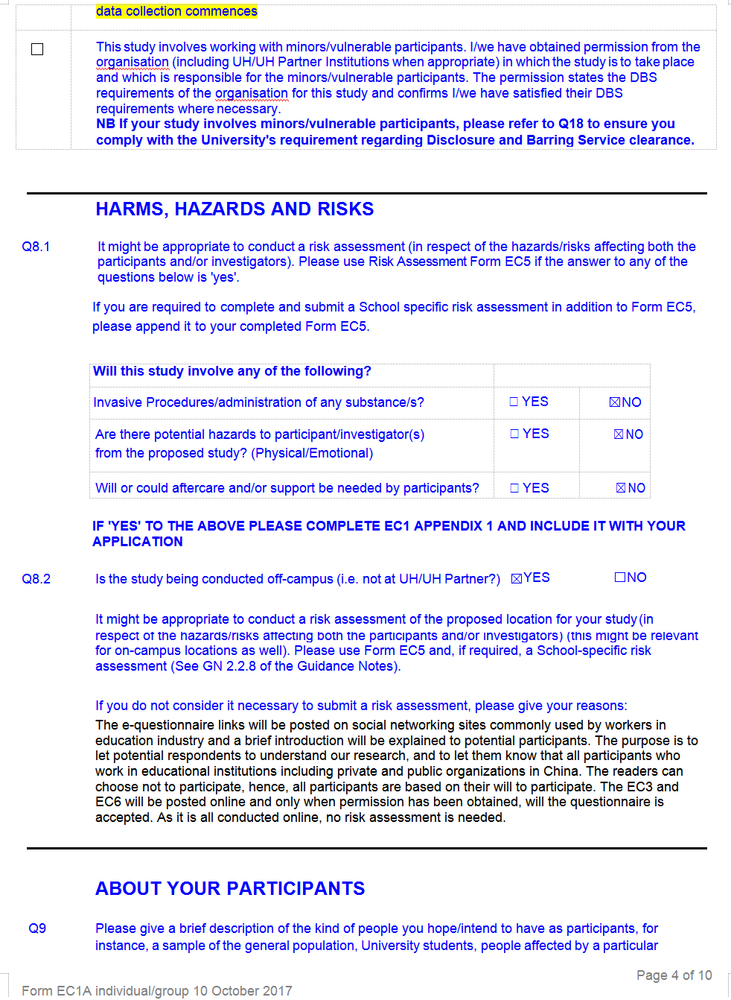 data collection commences
☐ This study involves working with minors/vulnerable participants. I/we have obtained permission from the
organisation (including UH/UH Partner Institutions when appropriate) in which the study is to take place
and which is responsible for the minors/vulnerable participants. The permission states the DBS
requirements of the organisation for this study and confirms I/we have satisfied their DBS
requirements where necessary.
NB If your study involves minors/vulnerable participants, please refer to Q18 to ensure you
comply with the University's requirement regarding Disclosure and Barring Service clearance.
HARMS, HAZARDS AND RISKS
Q8.1 It might be appropriate to conduct a risk assessment (in respect of the hazards/risks affecting both the
participants and/or investigators). Please use Risk Assessment Form EC5 if the answer to any of the
questions below is 'yes'.
If you are required to complete and submit a School specific risk assessment in addition to Form EC5,
please append it to your completed Form EC5.
Will this study involve any of the following?
Invasive Procedures/administration of any substance/s? ☐ YES ☒NO
Are there potential hazards to participant/investigator(s) ☐ YES ☒ NO
from the proposed study? (Physical/Emotional)
Will or could aftercare and/or support be needed by participants? ☐ YES ☒ NO
IF 'YES' TO THE ABOVE PLEASE COMPLETE EC1 APPENDIX 1 AND INCLUDE IT WITH YOUR
APPLICATION
Q8.2 Is the study being conducted off-campus (i.e. not at UH/UH Partner?) ☒YES ☐NO
It might be appropriate to conduct a risk assessment of the proposed location for your study (in
respect of the hazards/risks affecting both the participants and/or investigators) (this might be relevant
for on-campus locations as well). Please use Form EC5 and, if required, a School-specific risk
assessment (See GN 2.2.8 of the Guidance Notes).
If you do not consider it necessary to submit a risk assessment, please give your reasons:
The e-questionnaire links will be posted on social networking sites commonly used by workers in
education industry and a brief introduction will be explained to potential participants. The purpose is to
let potential respondents to understand our research, and to let them know that all participants who
work in educational institutions including private and public organizations in China. The readers can
choose not to participate, hence, all participants are based on their will to participate. The EC3 and
EC6 will be posted online and only when permission has been obtained, will the questionnaire is
accepted. As it is all conducted online, no risk assessment is needed.
ABOUT YOUR PARTICIPANTS
Q9 Please give a brief description of the kind of people you hope/intend to have as participants, for
instance, a sample of the general population, University students, people affected by a particular
Page 4 of 10
Form EC1A individual/group 10 October 2017